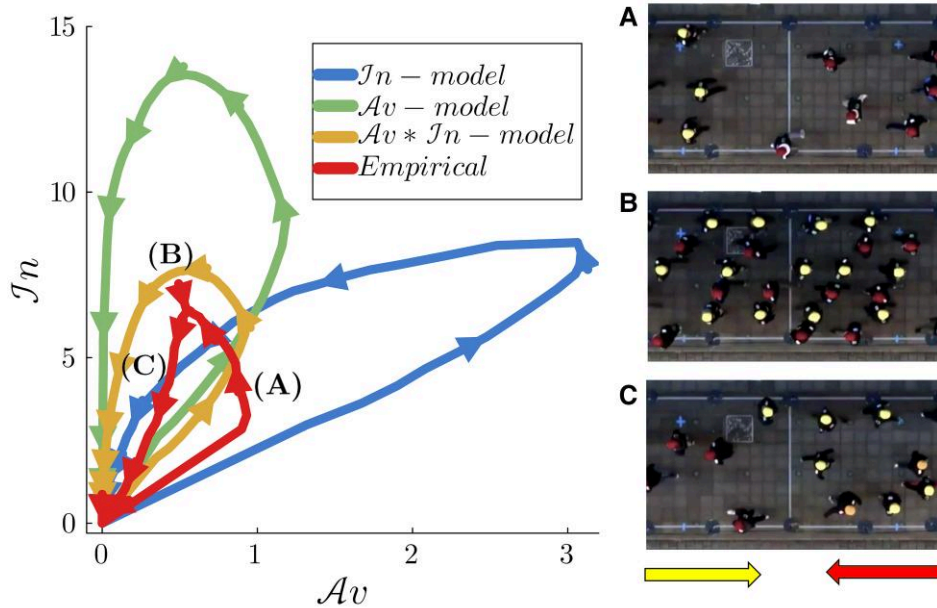 15
10
5
0
𝒥n
𝒥n − model
𝒜v − model
𝒜v ∗ 𝒥n − model
Empirical
(B)
(C)
(A)
0
1
2
3
𝒜v
A
B
C